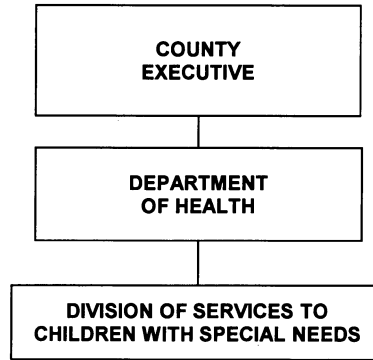 COUNTY
EXECUTIVE
DEPARTMENT
OF HEALTH
DIVISION OF SERVICES TO
CHILDREN WITH SPECIAL NEEDS